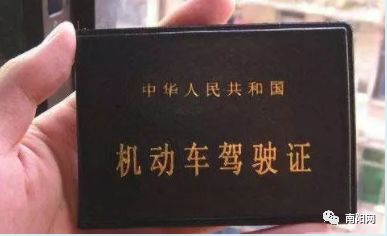 中华人民共和国
机动车驾驶证
南阳网